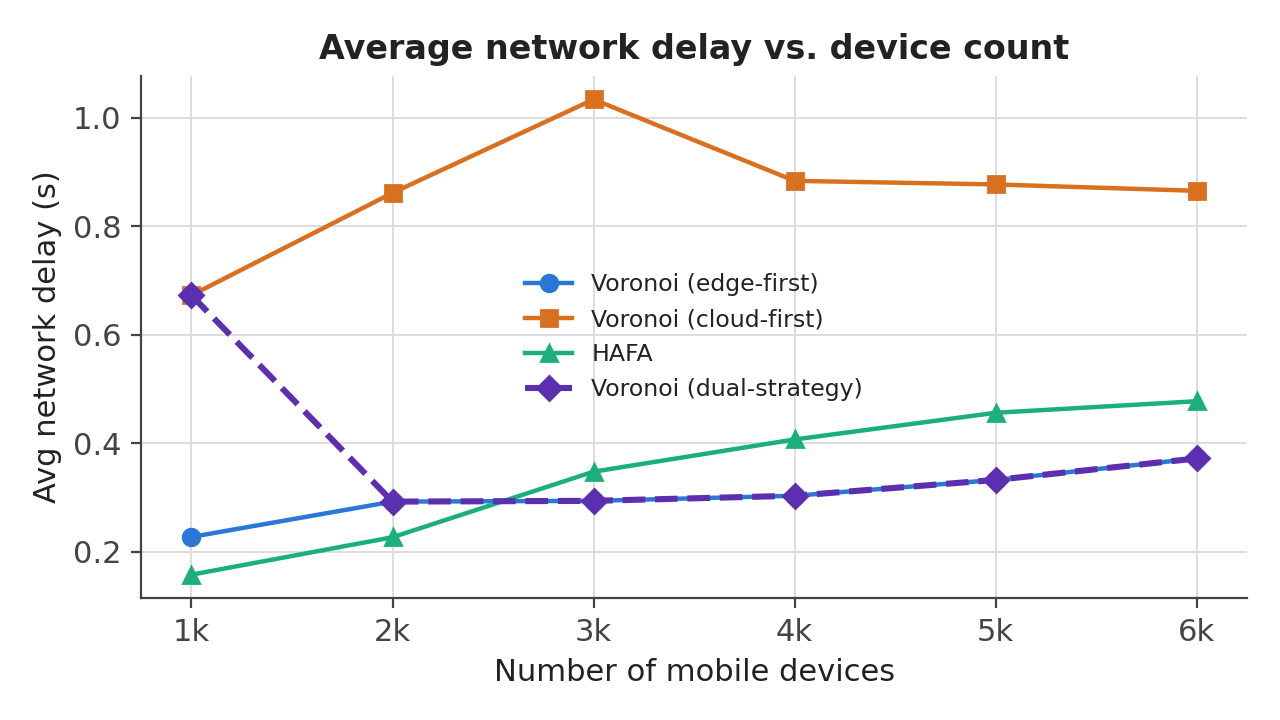 Average network delay vs. device count
Avg network delay (s)
1.0
0.8
0.6
0.4
0.2
Voronoi (edge-first)
Voronoi (cloud-first)
HAFA
Voronoi (dual-strategy)
1k 2k 3k 4k 5k 6k
Number of mobile devices